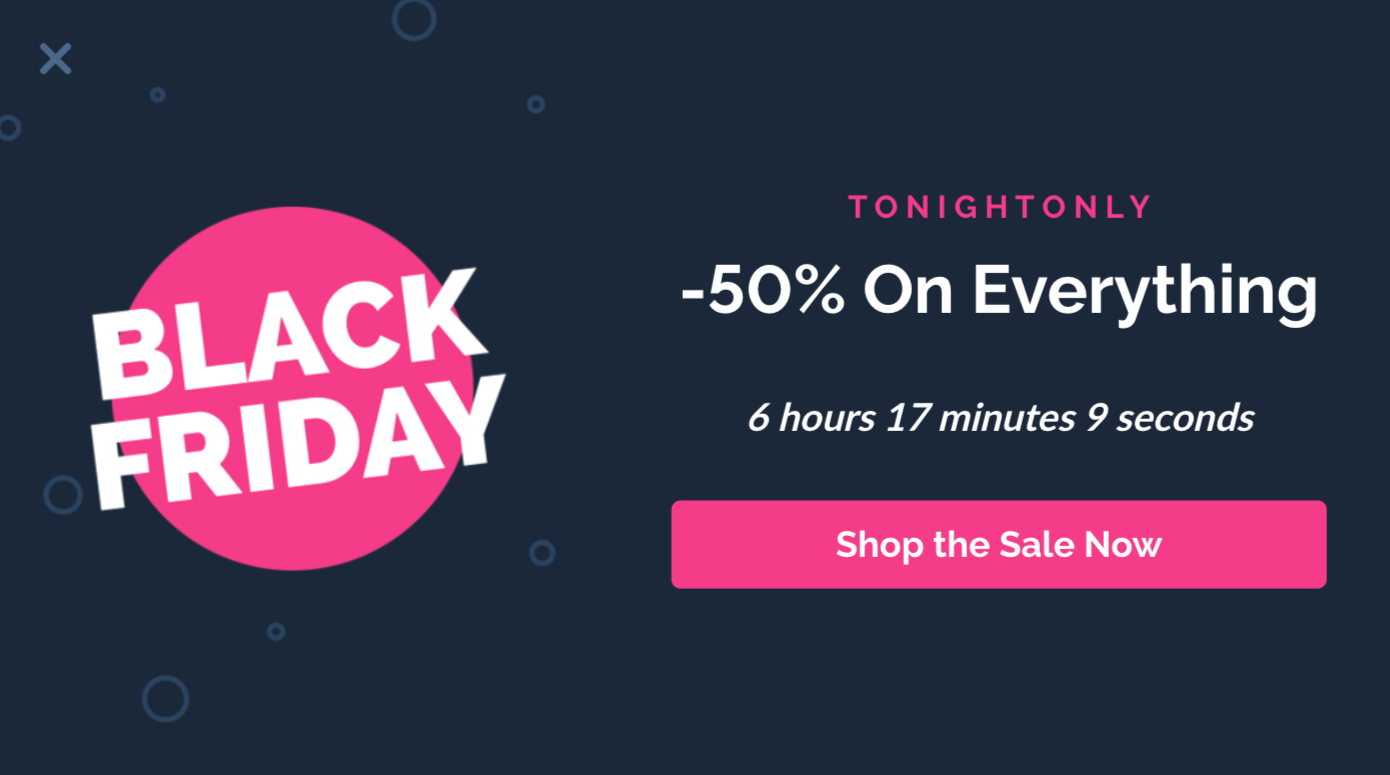 BLACK
FRIDAY
TONIGHTONLY
-50% On Everything
6 hours 17 minutes 9 seconds
Shop the Sale Now